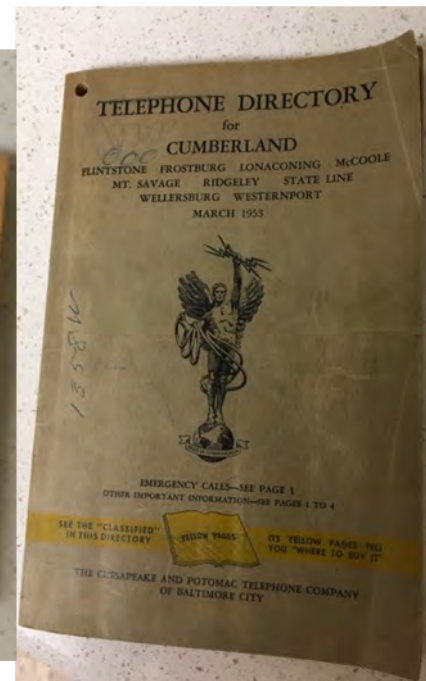 TELEPHONE DIRECTORY
for
CUMBERLAND
FLINTSTONE FROSTBURG LONACONING McCOOLE
MT. SAVAGE RIDGELEY STATE LINE
WELLERSBURG WESTERNPORT
MARCH 1953
1358W
EMERGENCY CALLS—SEE PAGE 1
OTHER IMPORTANT INFORMATION—SEE PAGES 1 TO 4
SEE THE "CLASSIFIED"
IN THIS DIRECTORY
YELLOW PAGES
ITS YELLOW PAGES TELL
YOU "WHERE TO BUY IT"
THE CHESAPEAKE AND POTOMAC TELEPHONE COMPANY
OF BALTIMORE CITY